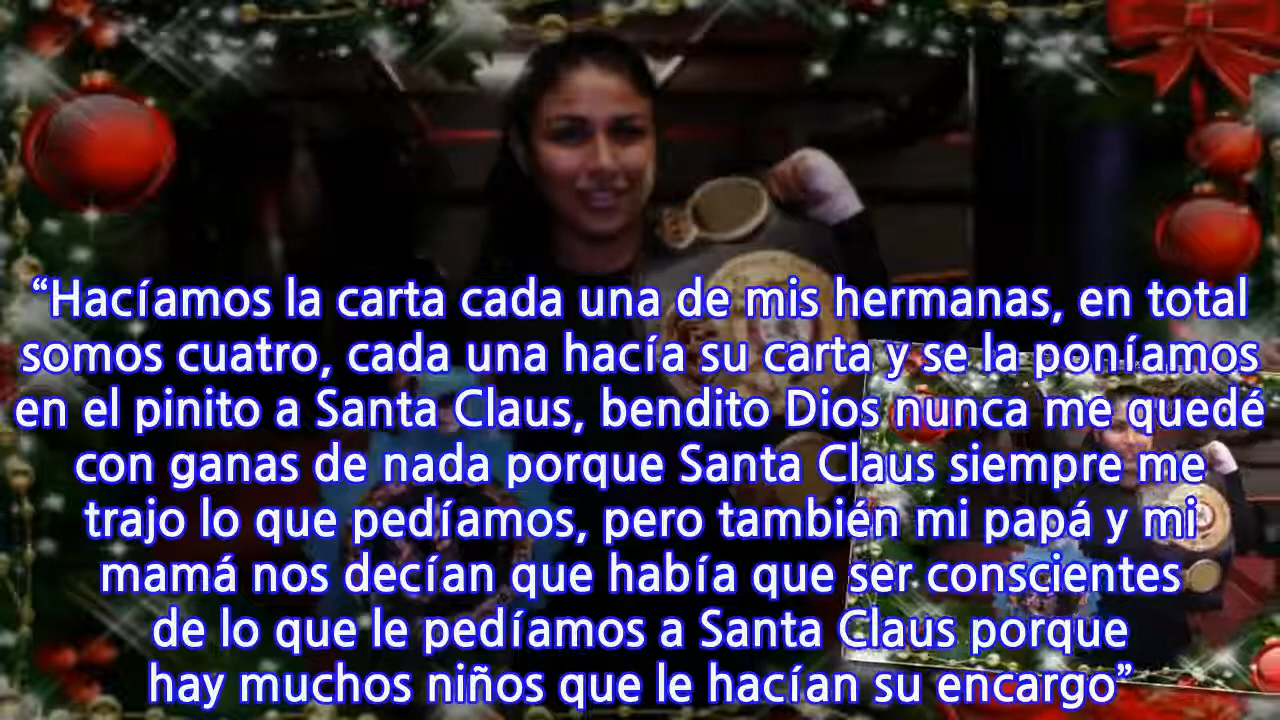 “Hacíamos la carta cada una de mis hermanas, en total
somos cuatro, cada una hacía su carta y se la poníamos
en el pinito a Santa Claus, bendito Dios nunca me quedé
con ganas de nada porque Santa Claus siempre me
trajo lo que pedíamos, pero también mi papá y mi
mamá nos decían que había que ser conscientes
de lo que le pedíamos a Santa Claus porque
hay muchos niños que le hacían su encargo”